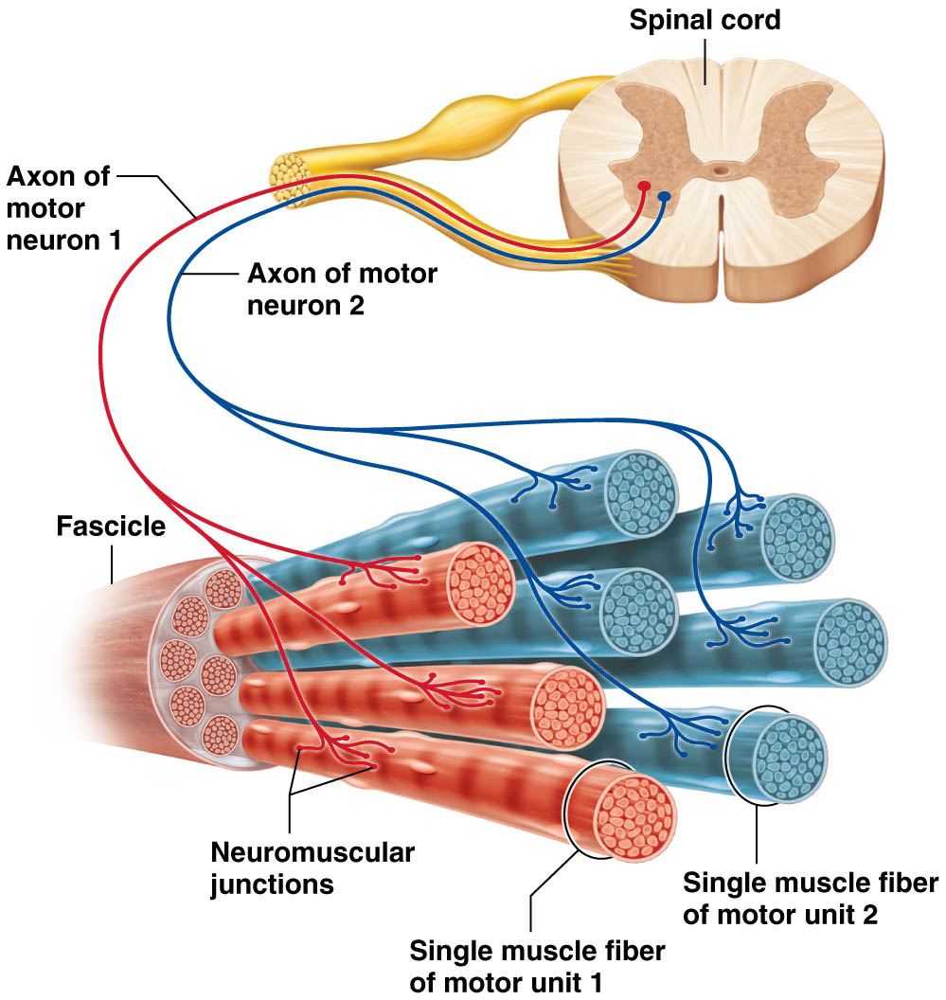 Spinal cord
Axon of
motor
neuron 1
Axon of motor
neuron 2
Fascicle
Neuromuscular
junctions
Single muscle fiber
of motor unit 2
Single muscle fiber
of motor unit 1